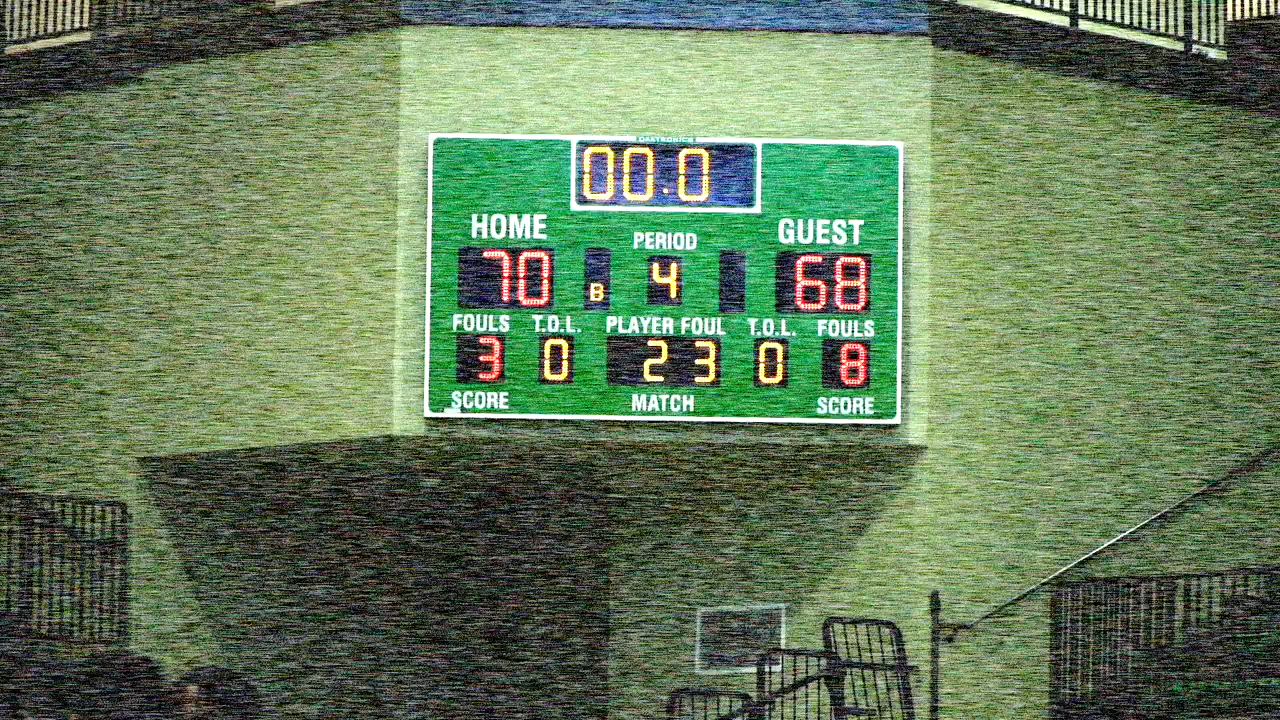 00.0
HOME GUEST
PERIOD
70 B 4 68
FOULS T.O.L. PLAYER FOUL T.O.L. FOULS
3 0 2 3 0 8
SCORE MATCH SCORE